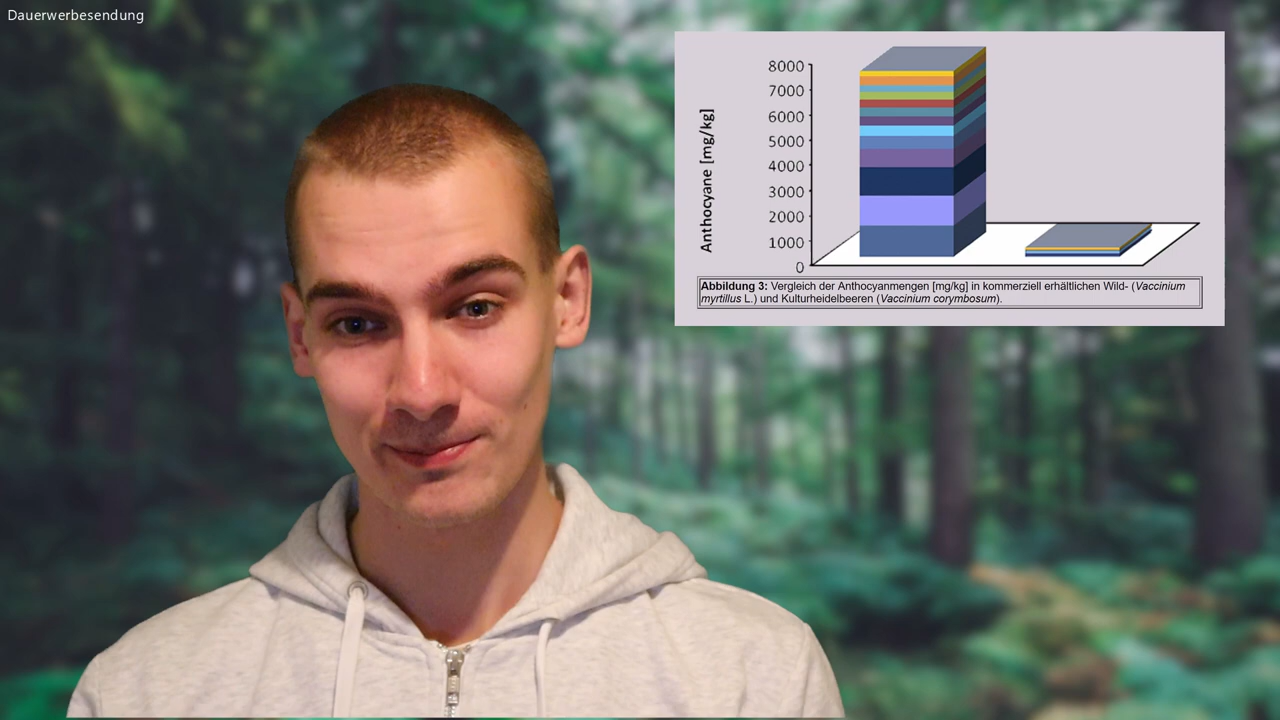 Dauerwerbesendung
8000
7000
6000
5000
4000
3000
2000
1000
0
Anthocyane [mg/kg]
Abbildung 3: Vergleich der Anthocyanmengen [mg/kg] in kommerziell erhältlichen Wild- (Vaccinium
myrtillus L.) und Kulturheidelbeeren (Vaccinium corymbosum).